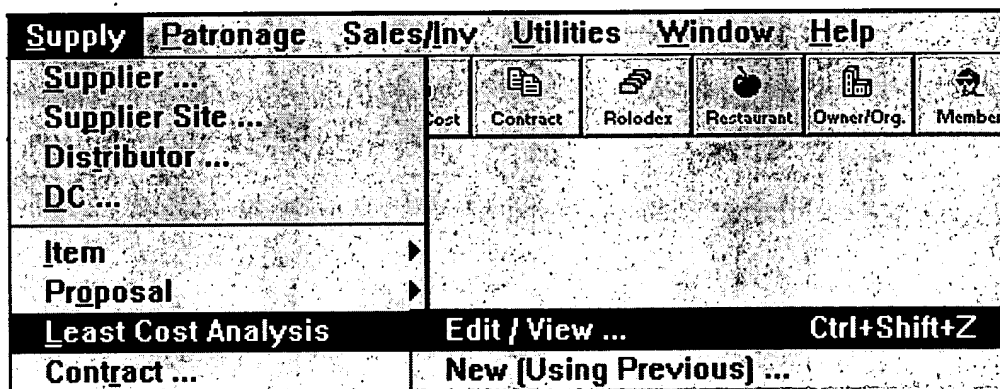 Supply Patronage Sales/Inv Utilities Window Help
Supplier ...
Supplier Site ...
Distributor ...
DC ...
Cost Contract Rolodex Restaurant Owner/Org. Member
Item
Proposal
Least Cost Analysis Edit / View ... Ctrl+Shift+Z
Contract ... New (Using Previous) ...